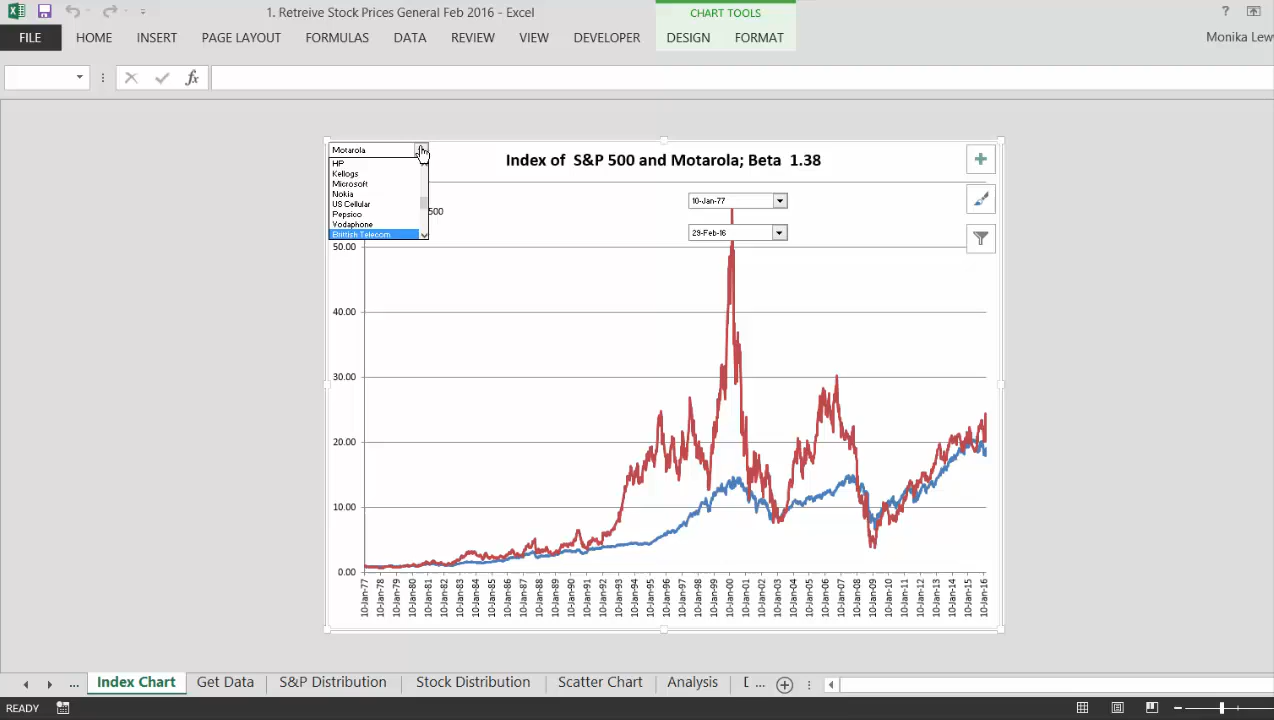 1. Retreive Stock Prices General Feb 2016 - Excel
CHART TOOLS
?
FILE HOME INSERT PAGE LAYOUT FORMULAS DATA REVIEW VIEW DEVELOPER DESIGN FORMAT
Monika Lew
fx
Motarola
HP
Kellogs
Microsoft
Nokia
US Cellular
Pepsico
Vodaphone
Brittish Telecom
Index of S&P 500 and Motarola; Beta 1.38
10-Jan-77
500
29-Feb-16
50.00
40.00
30.00
20.00
10.00
0.00
10-Jan-77
10-Jan-78
10-Jan-79
10-Jan-80
10-Jan-81
10-Jan-82
10-Jan-83
10-Jan-84
10-Jan-85
10-Jan-86
10-Jan-87
10-Jan-88
10-Jan-89
10-Jan-90
10-Jan-91
10-Jan-92
10-Jan-93
10-Jan-94
10-Jan-95
10-Jan-96
10-Jan-97
10-Jan-98
10-Jan-99
10-Jan-00
10-Jan-01
10-Jan-02
10-Jan-03
10-Jan-04
10-Jan-05
10-Jan-06
10-Jan-07
10-Jan-08
10-Jan-09
10-Jan-10
10-Jan-11
10-Jan-12
10-Jan-13
10-Jan-14
10-Jan-15
10-Jan-16
... Index Chart Get Data S&P Distribution Stock Distribution Scatter Chart Analysis ...
READY